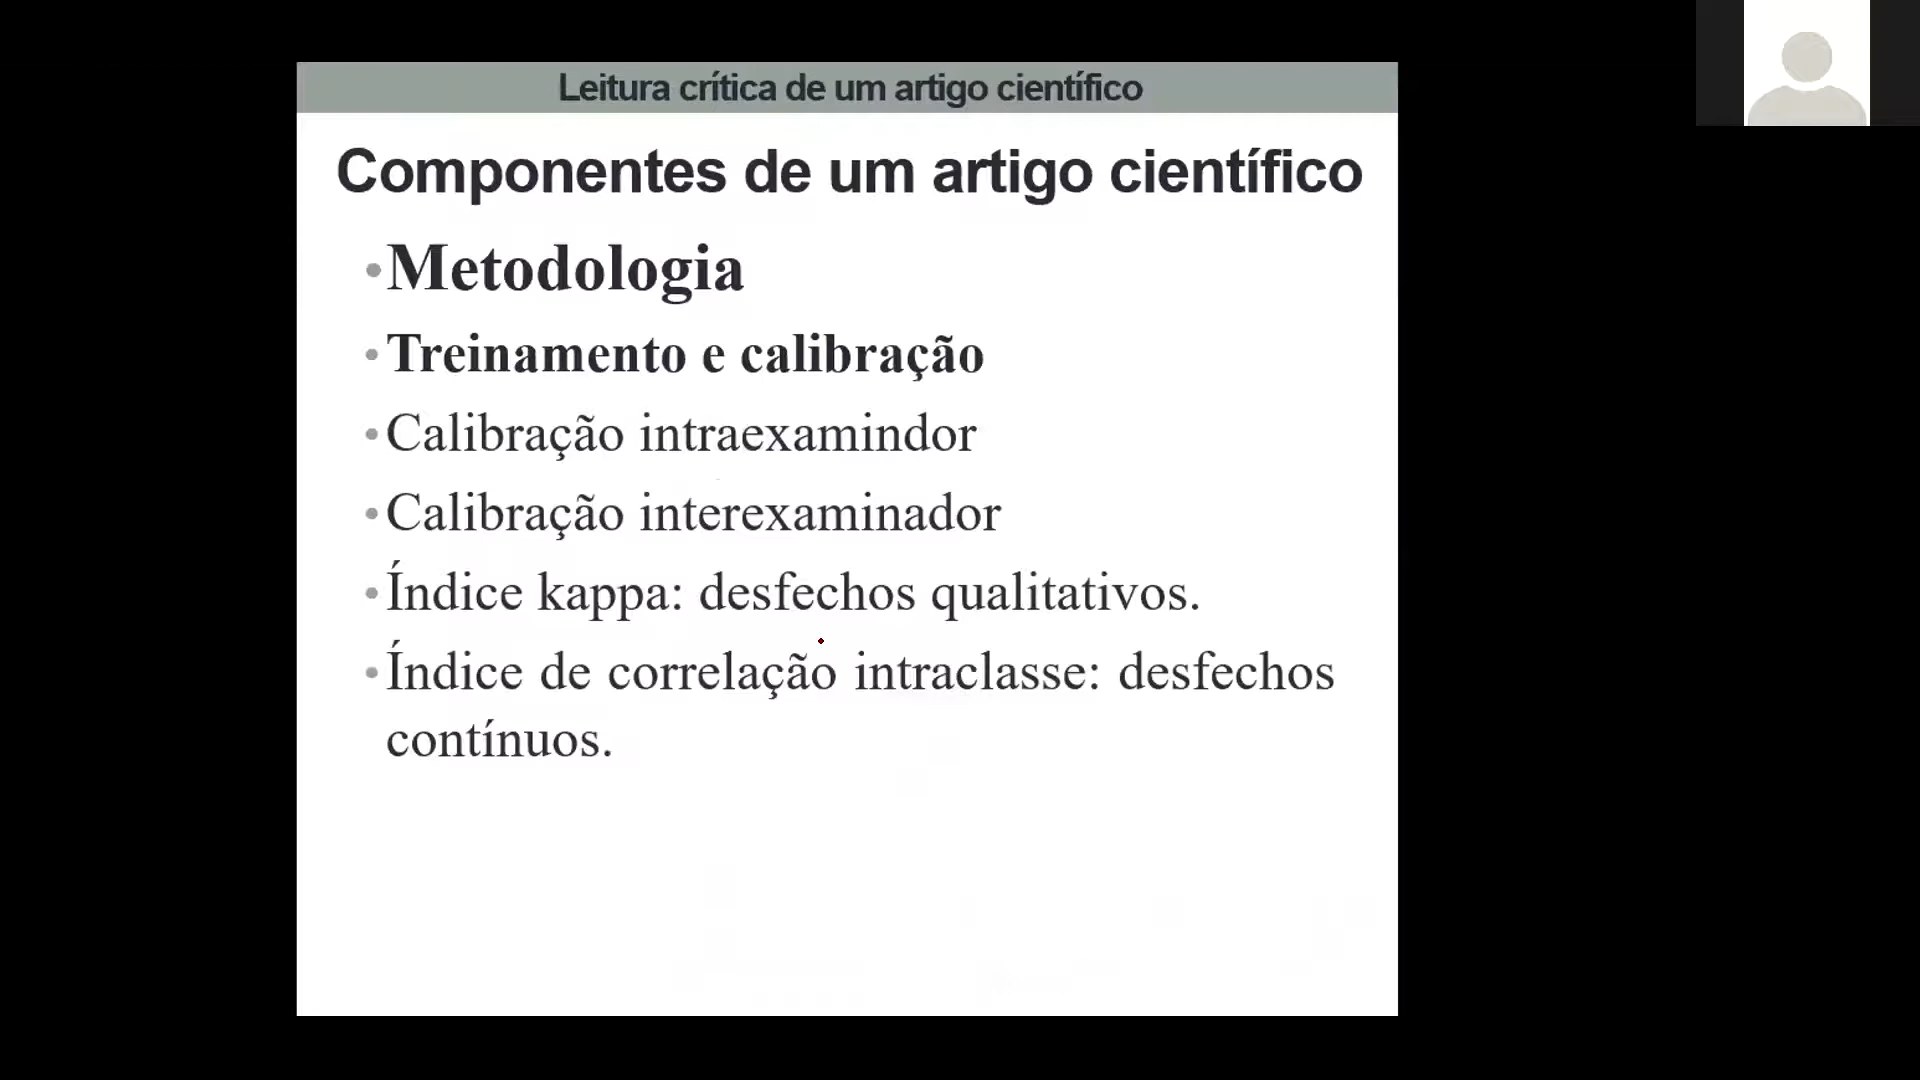 Leitura crítica de um artigo científico
Componentes de um artigo científico
•Metodologia
•Treinamento e calibração
•Calibração intraexamindor
•Calibração interexaminador
•Índice kappa: desfechos qualitativos.
•Índice de correlação intraclasse: desfechos
contínuos.